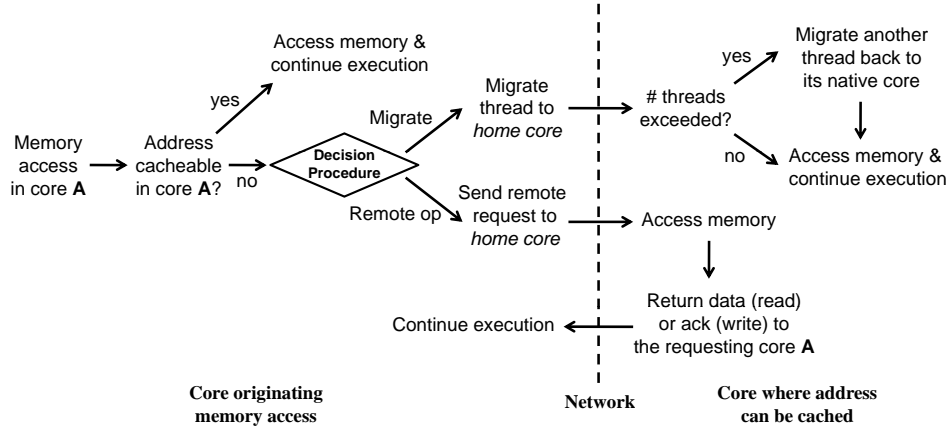 Memory
access
in core A
Address
cacheable
in core A?
yes
Access memory &
continue execution
no
Decision
Procedure
Migrate
Migrate
thread to
home core
# threads
exceeded?
yes
Migrate another
thread back to
its native core
no
Access memory &
continue execution
Remote op
Send remote
request to
home core
Access memory
Return data (read)
or ack (write) to
the requesting core A
Continue execution
Core originating
memory access
Network
Core where address
can be cached